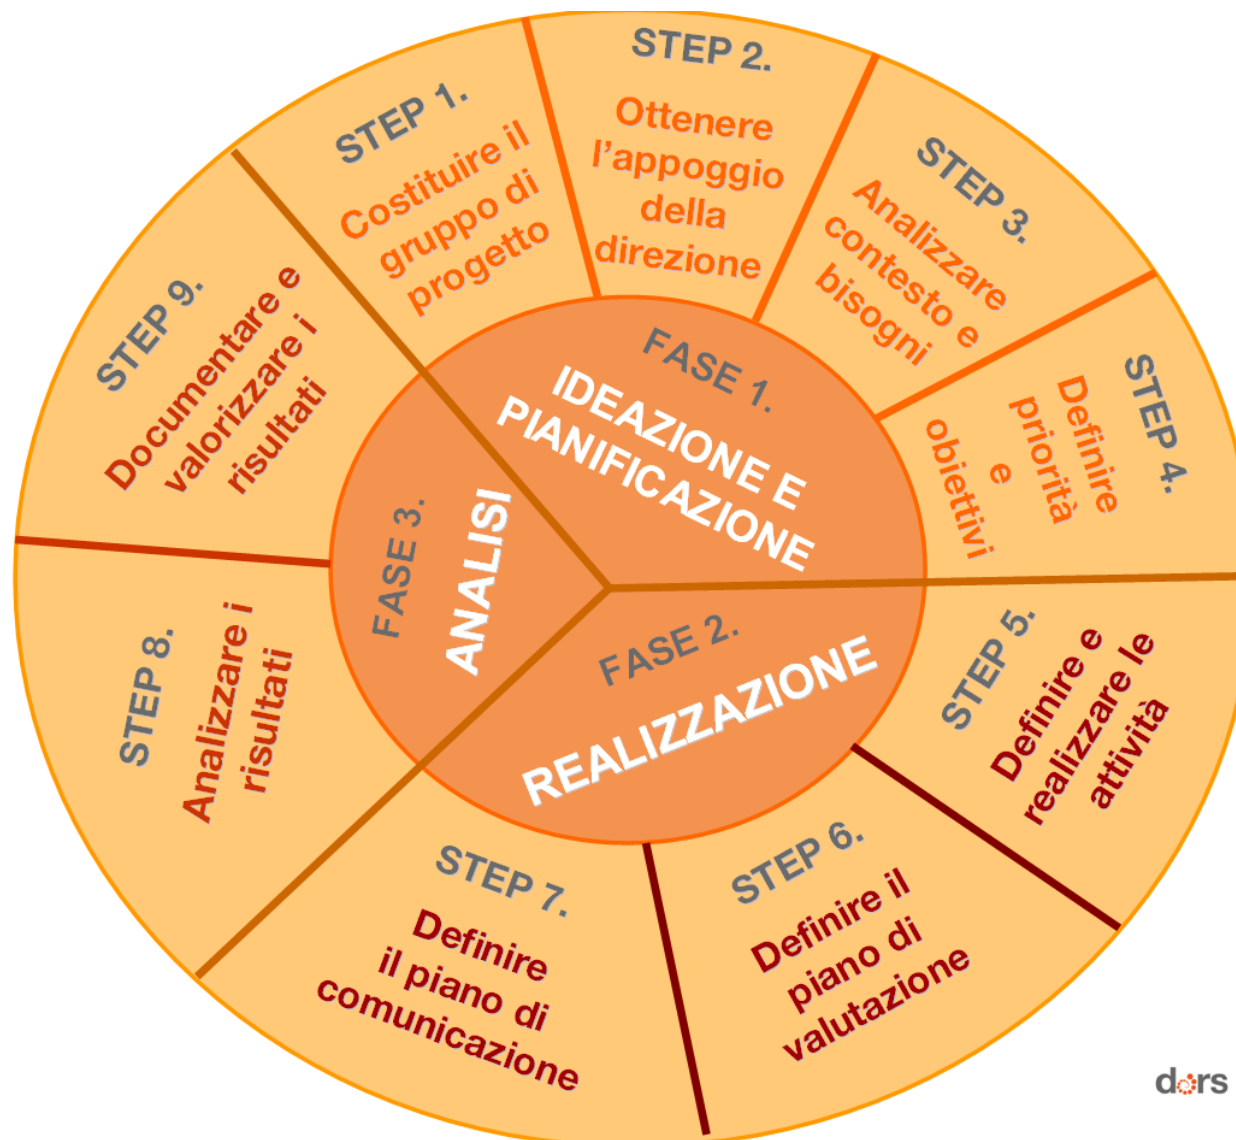 STEP 1.
Costituire il
gruppo di
progetto
STEP 2.
Ottenere
l'appoggio
della
direzione
STEP 3.
Analizzare
contesto e
bisogni
STEP 4.
Definire
priorità
e
obiettivi
STEP 5.
Definire e
realizzare le
attività
STEP 6.
Definire il
piano di
valutazione
STEP 7.
Definire
il piano di
comunicazione
STEP 8.
Analizzare i
risultati
STEP 9.
Documentare e
valorizzare i
risultati
FASE 1.
IDEAZIONE E
PIANIFICAZIONE
FASE 2.
REALIZZAZIONE
FASE 3.
ANALISI
dors